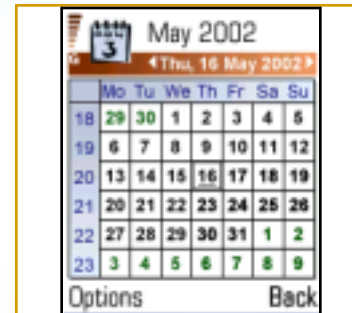 May 2002
3
Thu, 16 May 2002
Mo Tu We Th Fr Sa Su
18 29 30 1 2 3 4 5
19 6 7 8 9 10 11 12
20 13 14 15 16 17 18 19
21 20 21 22 23 24 25 26
22 27 28 29 30 31 1 2
23 3 4 5 6 7 8 9
Options Back